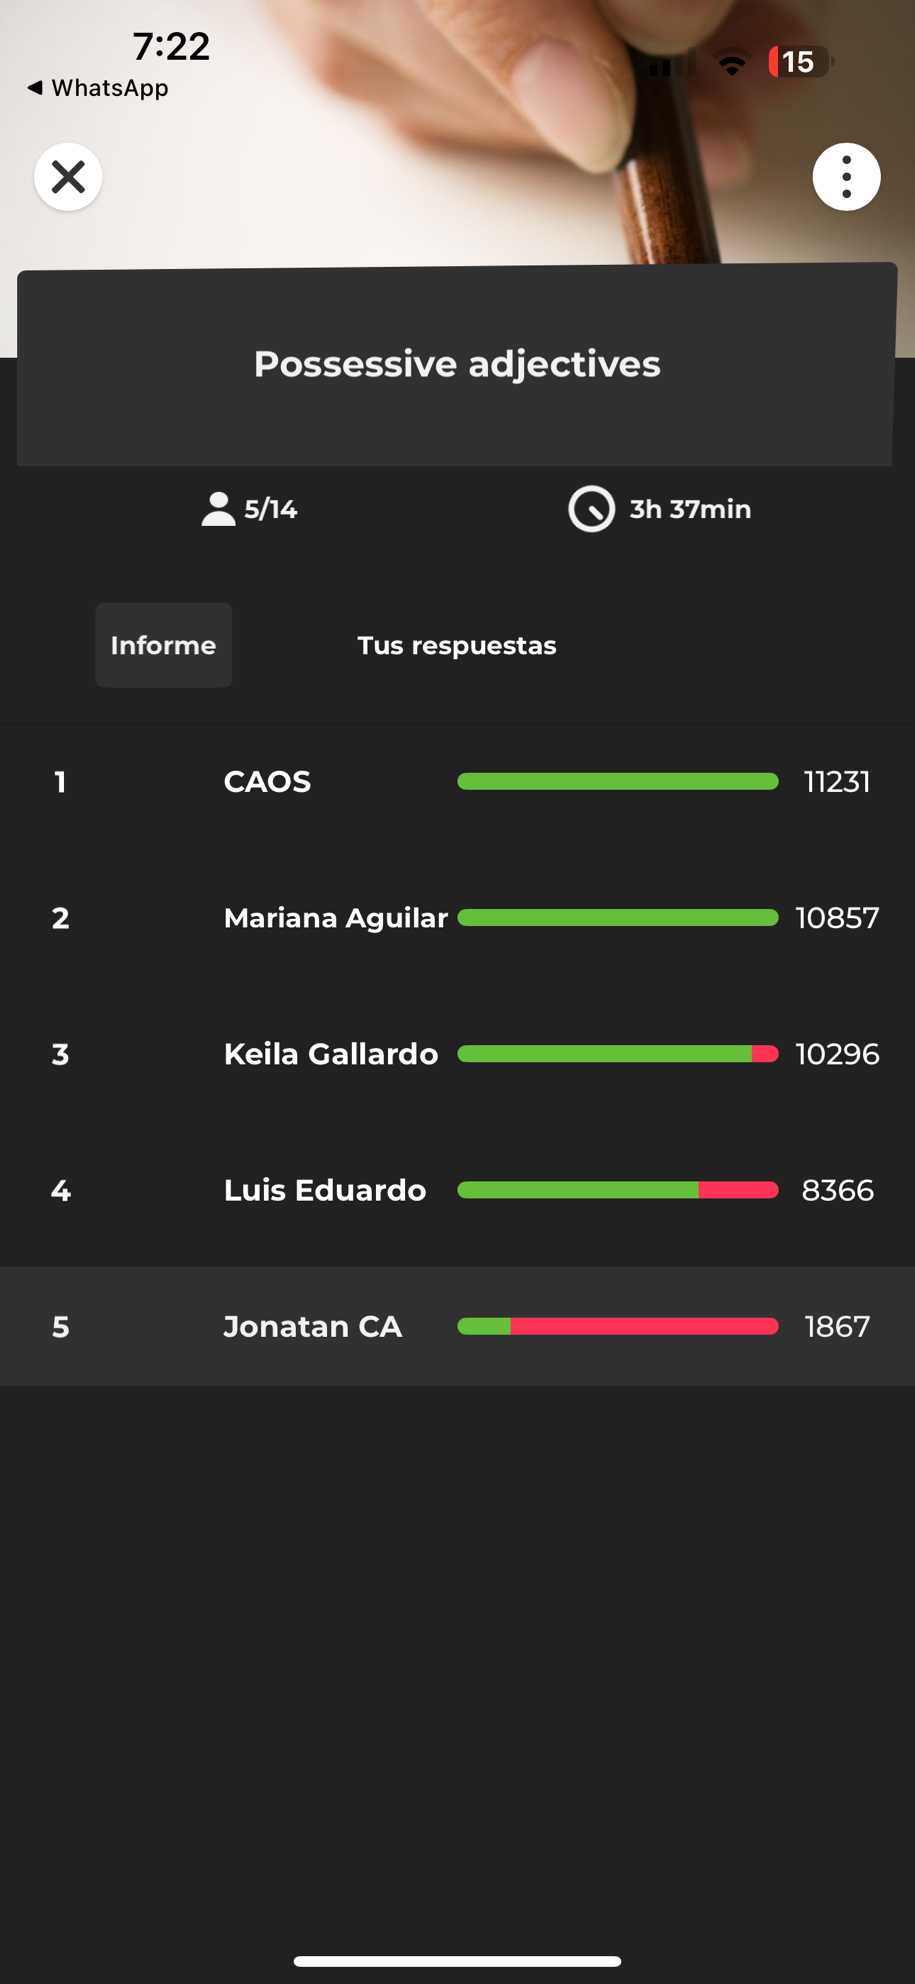 7:22
15
◀ WhatsApp
Possessive adjectives
5/14
3h 37min
Informe
Tus respuestas
1 CAOS 11231
2 Mariana Aguilar 10857
3 Keila Gallardo 10296
4 Luis Eduardo 8366
5 Jonatan CA 1867